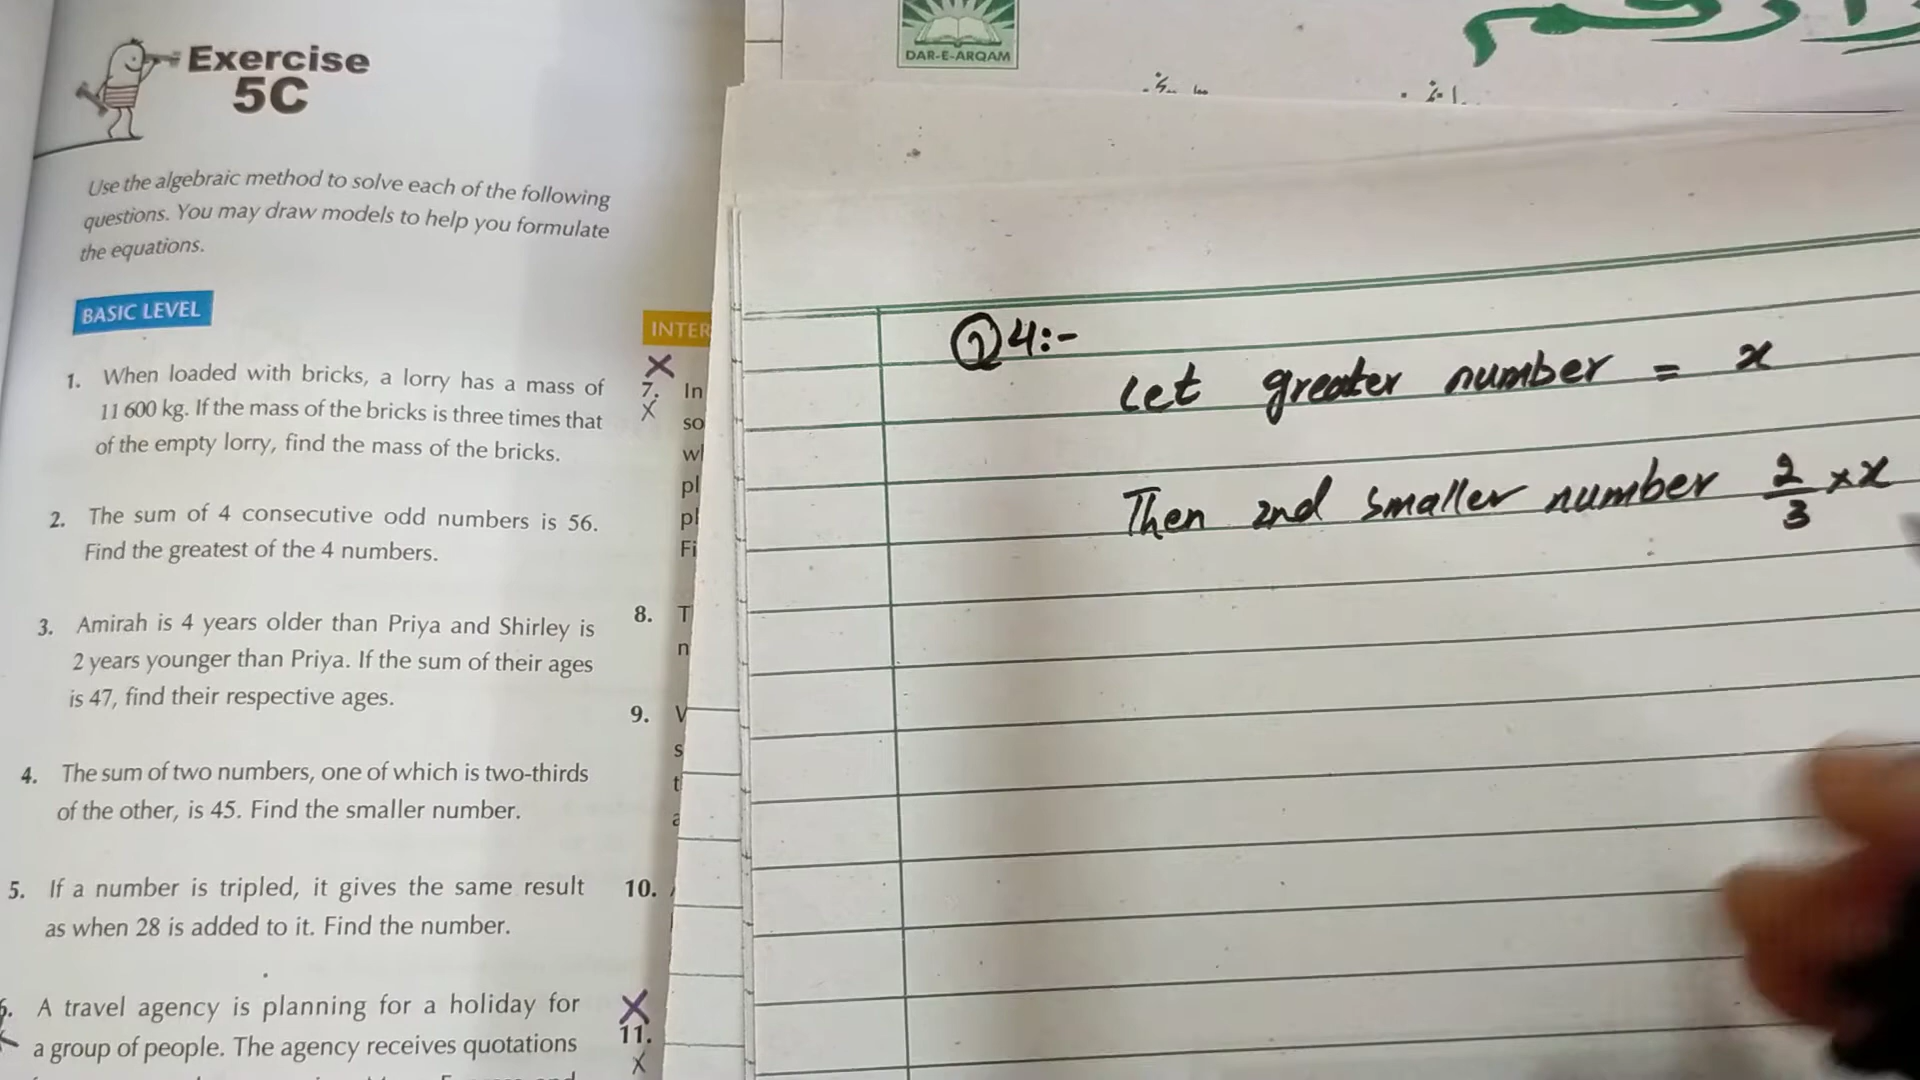 Exercise
5C
Use the algebraic method to solve each of the following
questions. You may draw models to help you formulate
the equations.
BASIC LEVEL
1. When loaded with bricks, a lorry has a mass of
11 600 kg. If the mass of the bricks is three times that
of the empty lorry, find the mass of the bricks.
2. The sum of 4 consecutive odd numbers is 56.
Find the greatest of the 4 numbers.
3. Amirah is 4 years older than Priya and Shirley is
2 years younger than Priya. If the sum of their ages
is 47, find their respective ages.
4. The sum of two numbers, one of which is two-thirds
of the other, is 45. Find the smaller number.
5. If a number is tripled, it gives the same result
as when 28 is added to it. Find the number.
6. A travel agency is planning for a holiday for
a group of people. The agency receives quotations
INTER
7. In
so
8. T
9.
10.
11.
DAR-E-ARQAM
Q4:-
Let greater number = x
Then 2nd smaller number 2/3 × x